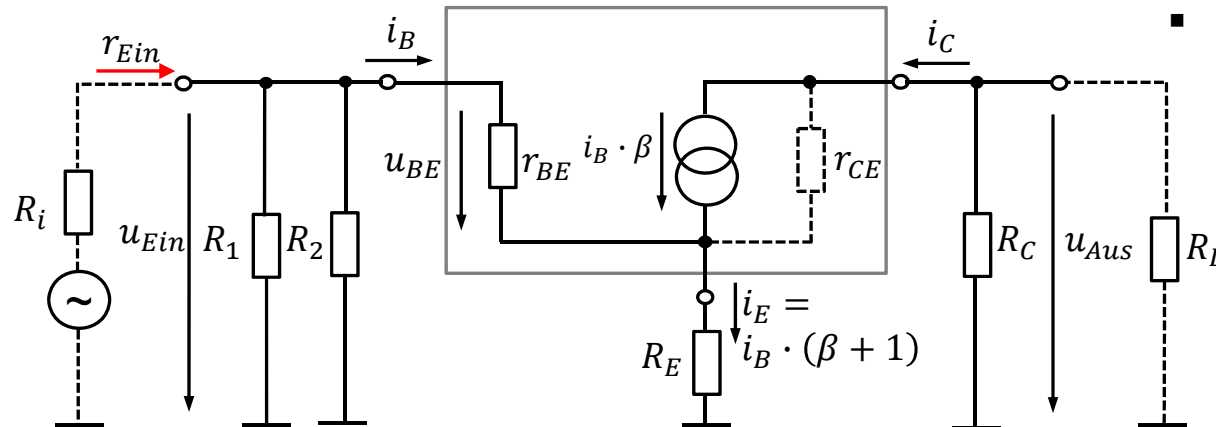 r_Ein
i_B
i_C
u_BE
r_BE
i_B · β
r_CE
R_i
u_Ein
R_1
R_2
R_C
u_Aus
~
R_E
i_E =
i_B · (β + 1)